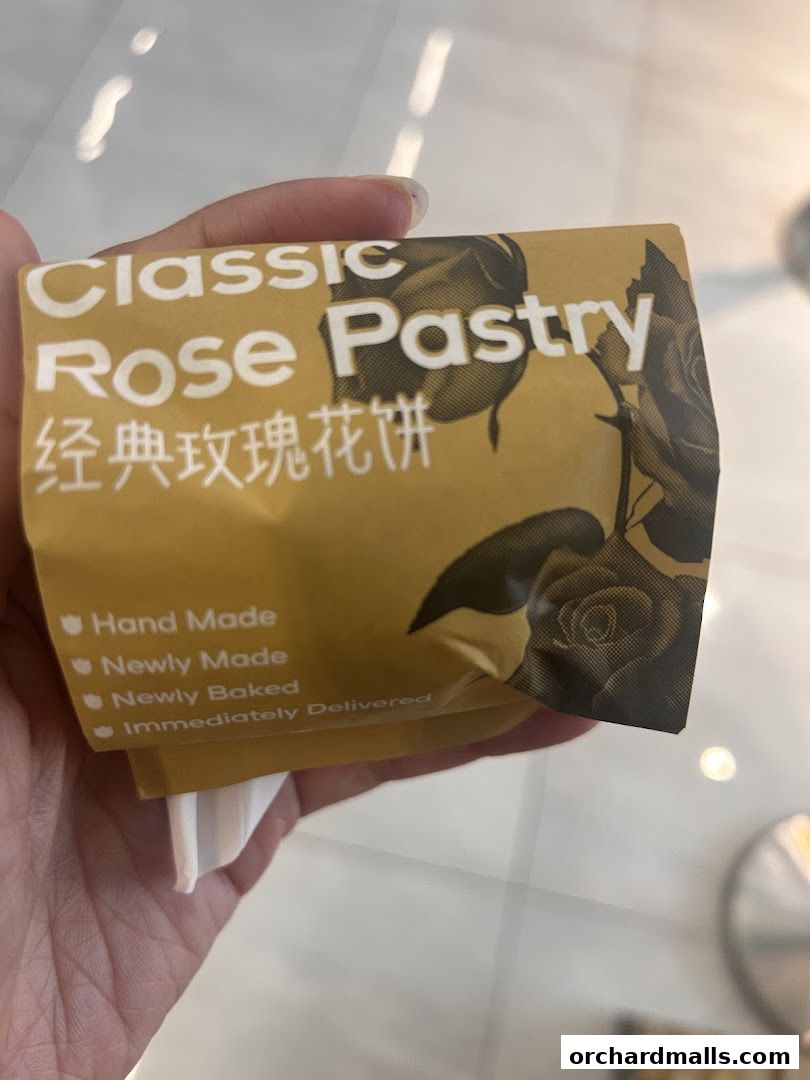 Classic
Rose Pastry
经典玫瑰花饼
Hand Made
Newly Made
Newly Baked
Immediately Delivered
orchardmalls.com